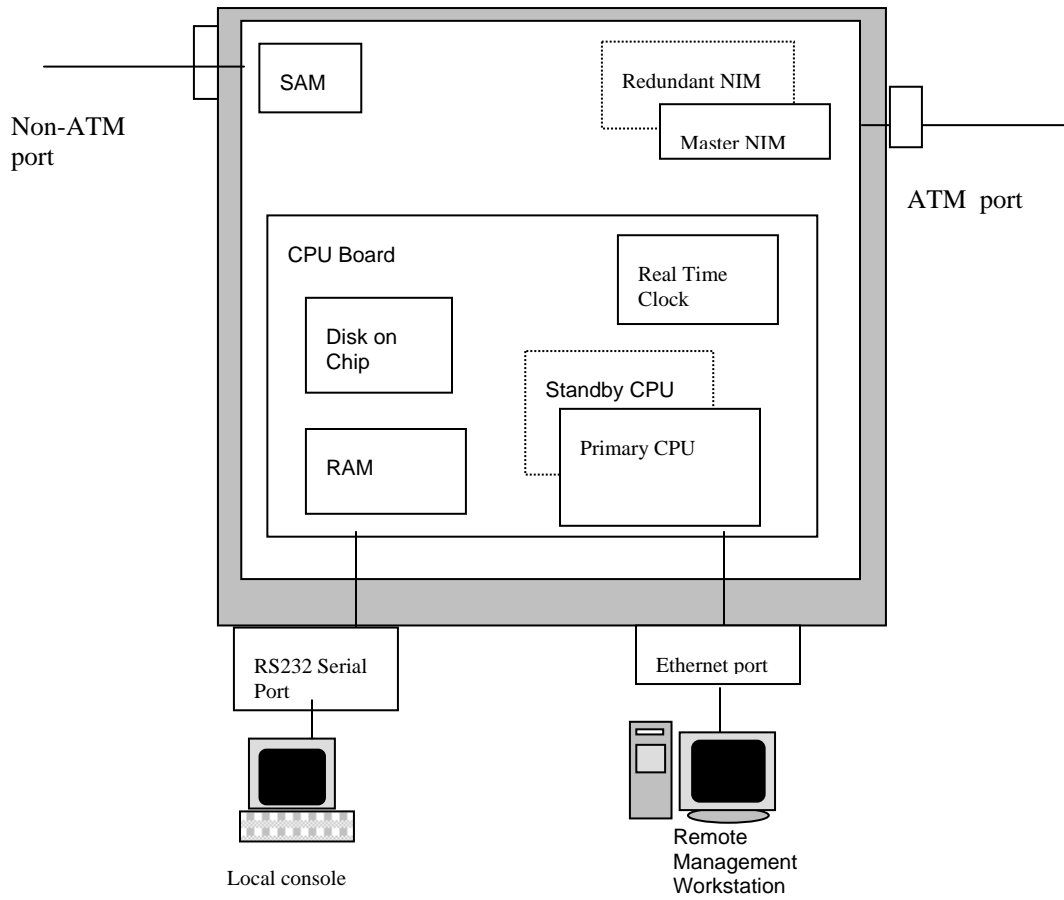 SAM
Redundant NIM
Master NIM
Non-ATM
port
ATM port
CPU Board
Real Time
Clock
Disk on
Chip
Standby CPU
Primary CPU
RAM
RS232 Serial
Port
Ethernet port
Local console
Remote
Management
Workstation